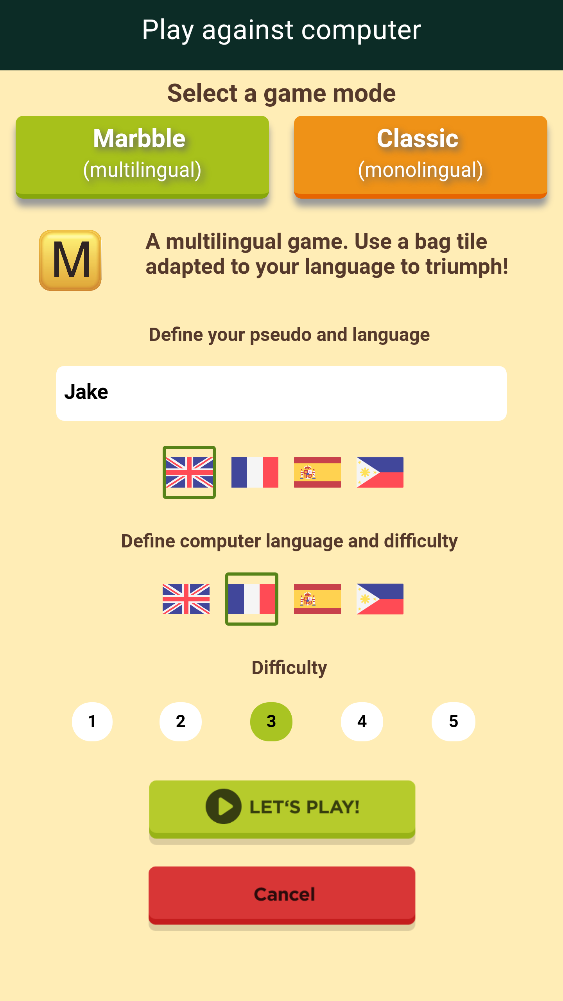 Play against computer
Select a game mode
Marbble
(multilingual)
Classic
(monolingual)
M
A multilingual game. Use a bag tile
adapted to your language to triumph!
Define your pseudo and language
Jake
Define computer language and difficulty
Difficulty
1 2 3 4 5
LET'S PLAY!
Cancel